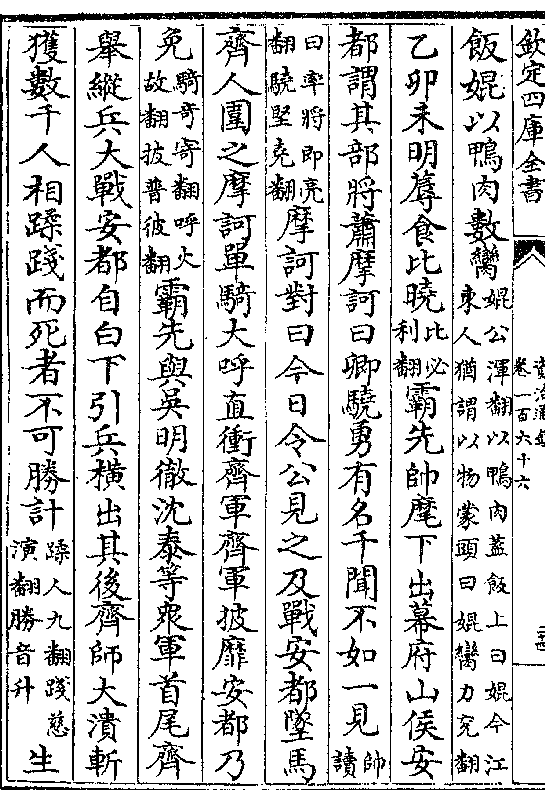 欽定四庫全書
卷一百六十六
飯婫以鴨肉數臠婫公渾翻以鴨肉蓋飯上曰婫今江東人猶謂以物蒙頭曰婫臠力兖翻
乙卯未明蓐食比曉比必利翻霸先帥麾下出幕府山侯安
都謂其部將蕭摩訶曰卿驍勇有名千聞不如一見帥讀
曰率將即亮翻驍堅堯翻摩訶對曰今日令公見之及戰安都墜馬
齊人圍之摩訶單騎大呼直衝齊軍齊軍披靡安都乃
免騎奇寄翻呼火故翻披普彼翻霸先與吳明徹沈泰等衆軍首尾齊
舉縱兵大戰安都自白下引兵横出其後齊師大潰斬
獲數千人相蹂踐而死者不可勝計蹂人九翻踐慈演翻勝音升生